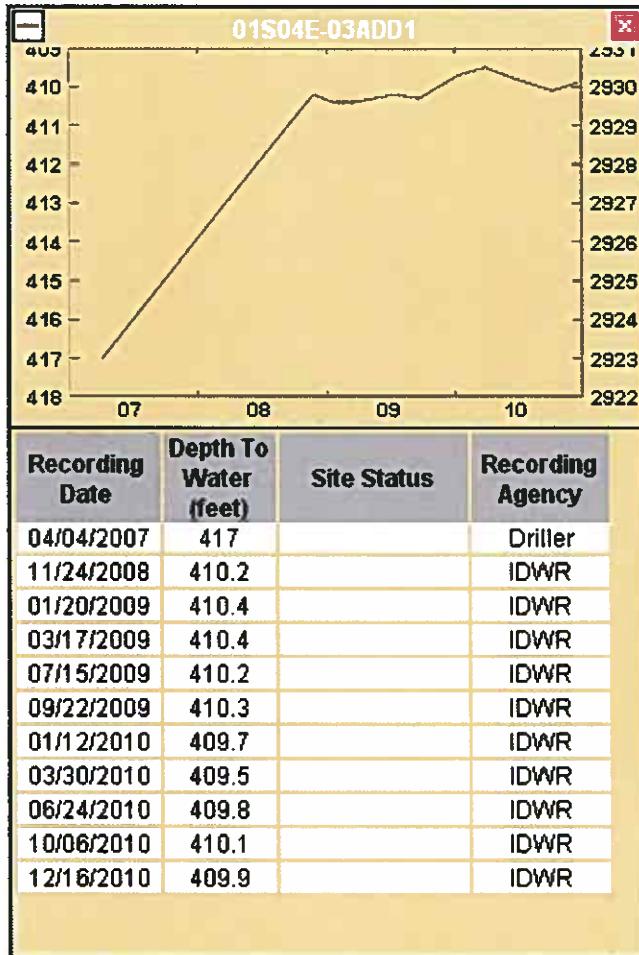 01S04E-03ADD1
409 2931
410 2930
411 2929
412 2928
413 2927
414 2926
415 2925
416 2924
417 2923
418 2922
07 08 09 10
Recording Date Depth To Water (feet) Site Status Recording Agency
04/04/2007 417 Driller
11/24/2008 410.2 IDWR
01/20/2009 410.4 IDWR
03/17/2009 410.4 IDWR
07/15/2009 410.2 IDWR
09/22/2009 410.3 IDWR
01/12/2010 409.7 IDWR
03/30/2010 409.5 IDWR
06/24/2010 409.8 IDWR
10/06/2010 410.1 IDWR
12/16/2010 409.9 IDWR